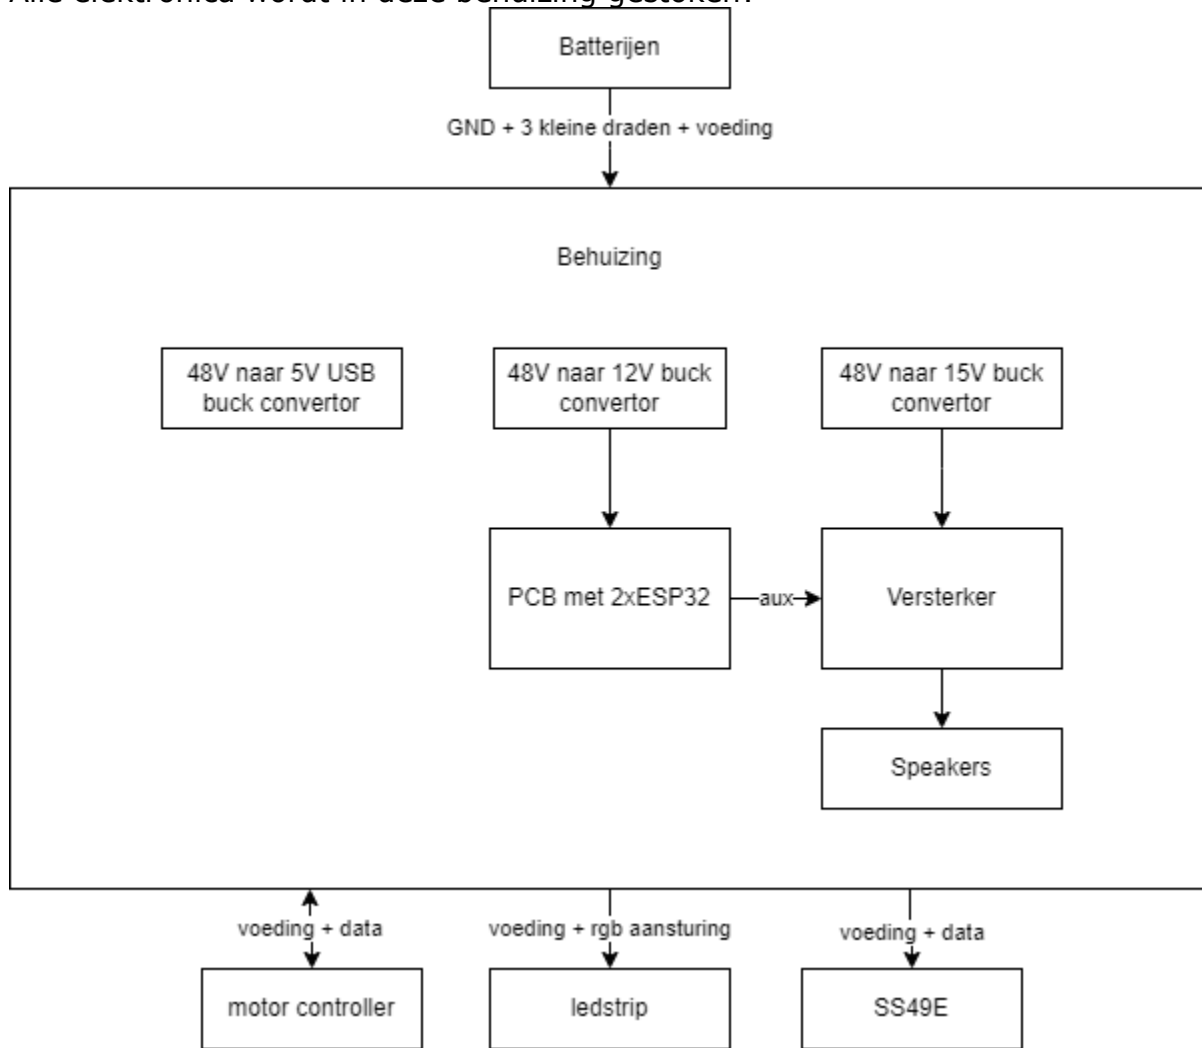 Alle elektronica wordt in deze behuizing gestoken.
Batterijen
GND + 3 kleine draden + voeding
Behuizing
48V naar 5V USB
buck convertor
48V naar 12V buck
convertor
48V naar 15V buck
convertor
PCB met 2xESP32
aux
Versterker
Speakers
voeding + data
voeding + rgb aansturing
voeding + data
motor controller
ledstrip
SS49E